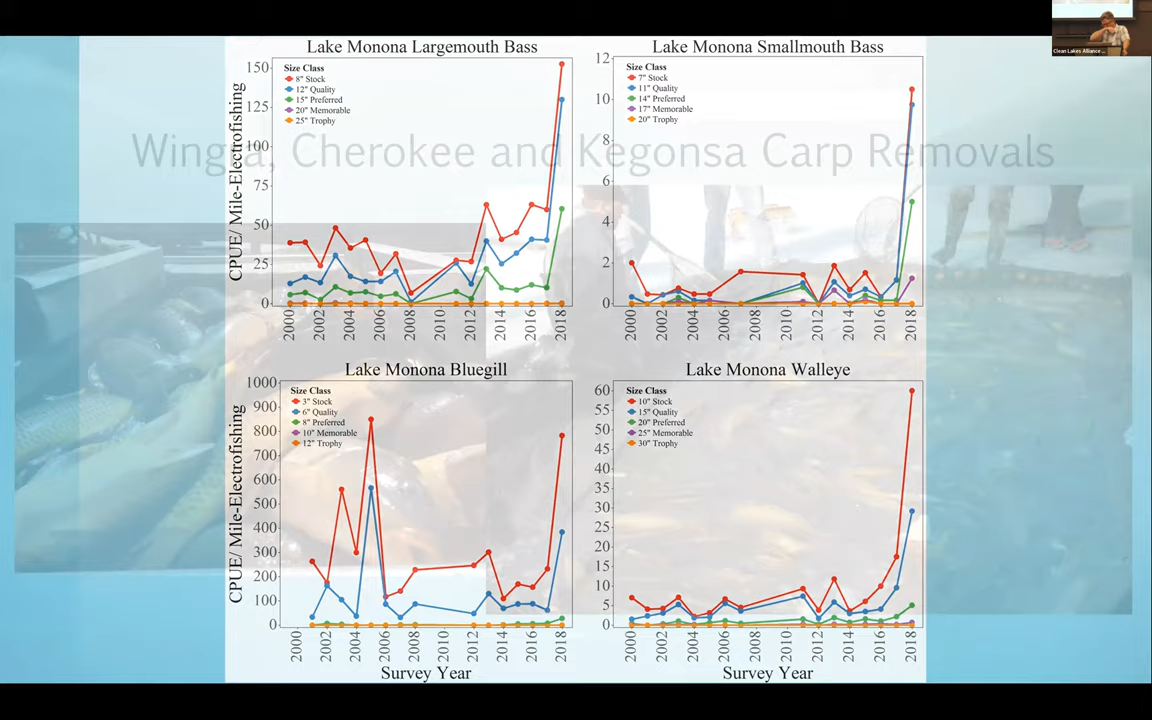 Lake Monona Largemouth Bass
CPUE/ Mile-Electrofishing
150
125
100
75
50
25
0
Size Class
8" Stock
12" Quality
15" Preferred
20" Memorable
25" Trophy
2000
2002
2004
2006
2008
2010
2012
2014
2016
2018
Lake Monona Smallmouth Bass
12
10
8
6
4
2
0
Size Class
7" Stock
11" Quality
14" Preferred
17" Memorable
20" Trophy
2000
2002
2004
2006
2008
2010
2012
2014
2016
2018
Clean Lakes Alliance ...
Wingra, Cherokee and Kegonsa Carp Removals
Lake Monona Bluegill
CPUE/ Mile-Electrofishing
1000
900
800
700
600
500
400
300
200
100
0
Size Class
3" Stock
6" Quality
8" Preferred
10" Memorable
12" Trophy
2000
2002
2004
2006
2008
2010
2012
2014
2016
2018
Survey Year
Lake Monona Walleye
60
55
50
45
40
35
30
25
20
15
10
5
0
Size Class
10" Stock
15" Quality
20" Preferred
25" Memorable
30" Trophy
2000
2002
2004
2006
2008
2010
2012
2014
2016
2018
Survey Year